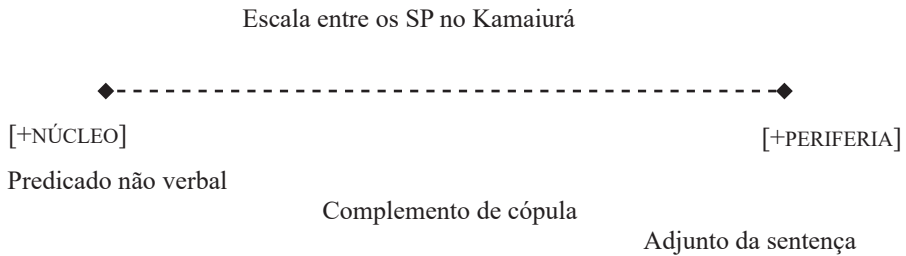 Escala entre os SP no Kamaiurá
[+NÚCLEO] [+PERIFERIA]
Predicado não verbal
Complemento de cópula
Adjunto da sentença